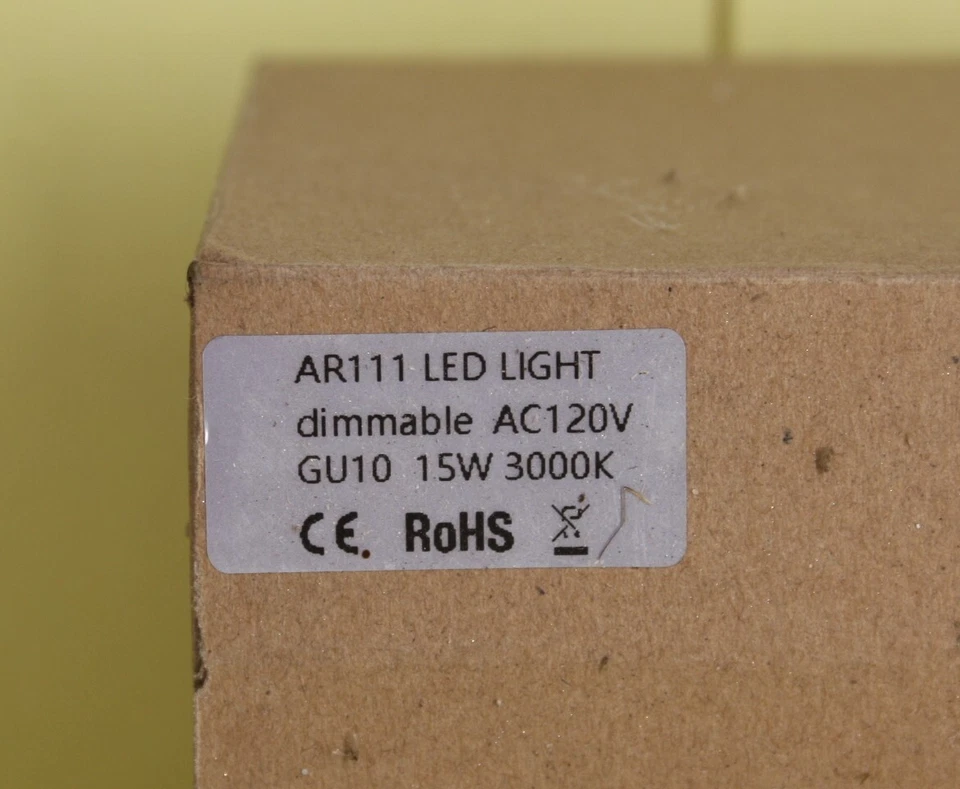 AR111 LED LIGHT
dimmable AC120V
GU10 15W 3000K
CE RoHS